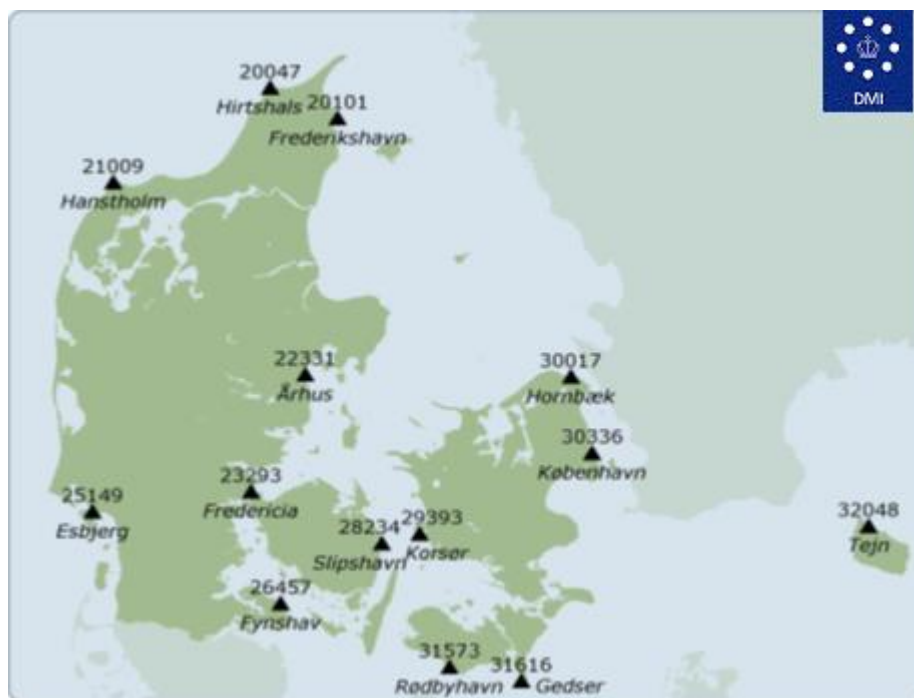 DMI
20047
Hirtshals
20101
Frederikshavn
21009
Hanstholm
22331
Århus
30017
Hornbæk
30336
København
23293
Fredericia
25149
Esbjerg
28234
Slipshavn
29393
Korsør
32048
Tejn
26457
Fynshav
31573
Rødbyhavn
31616
Gedser